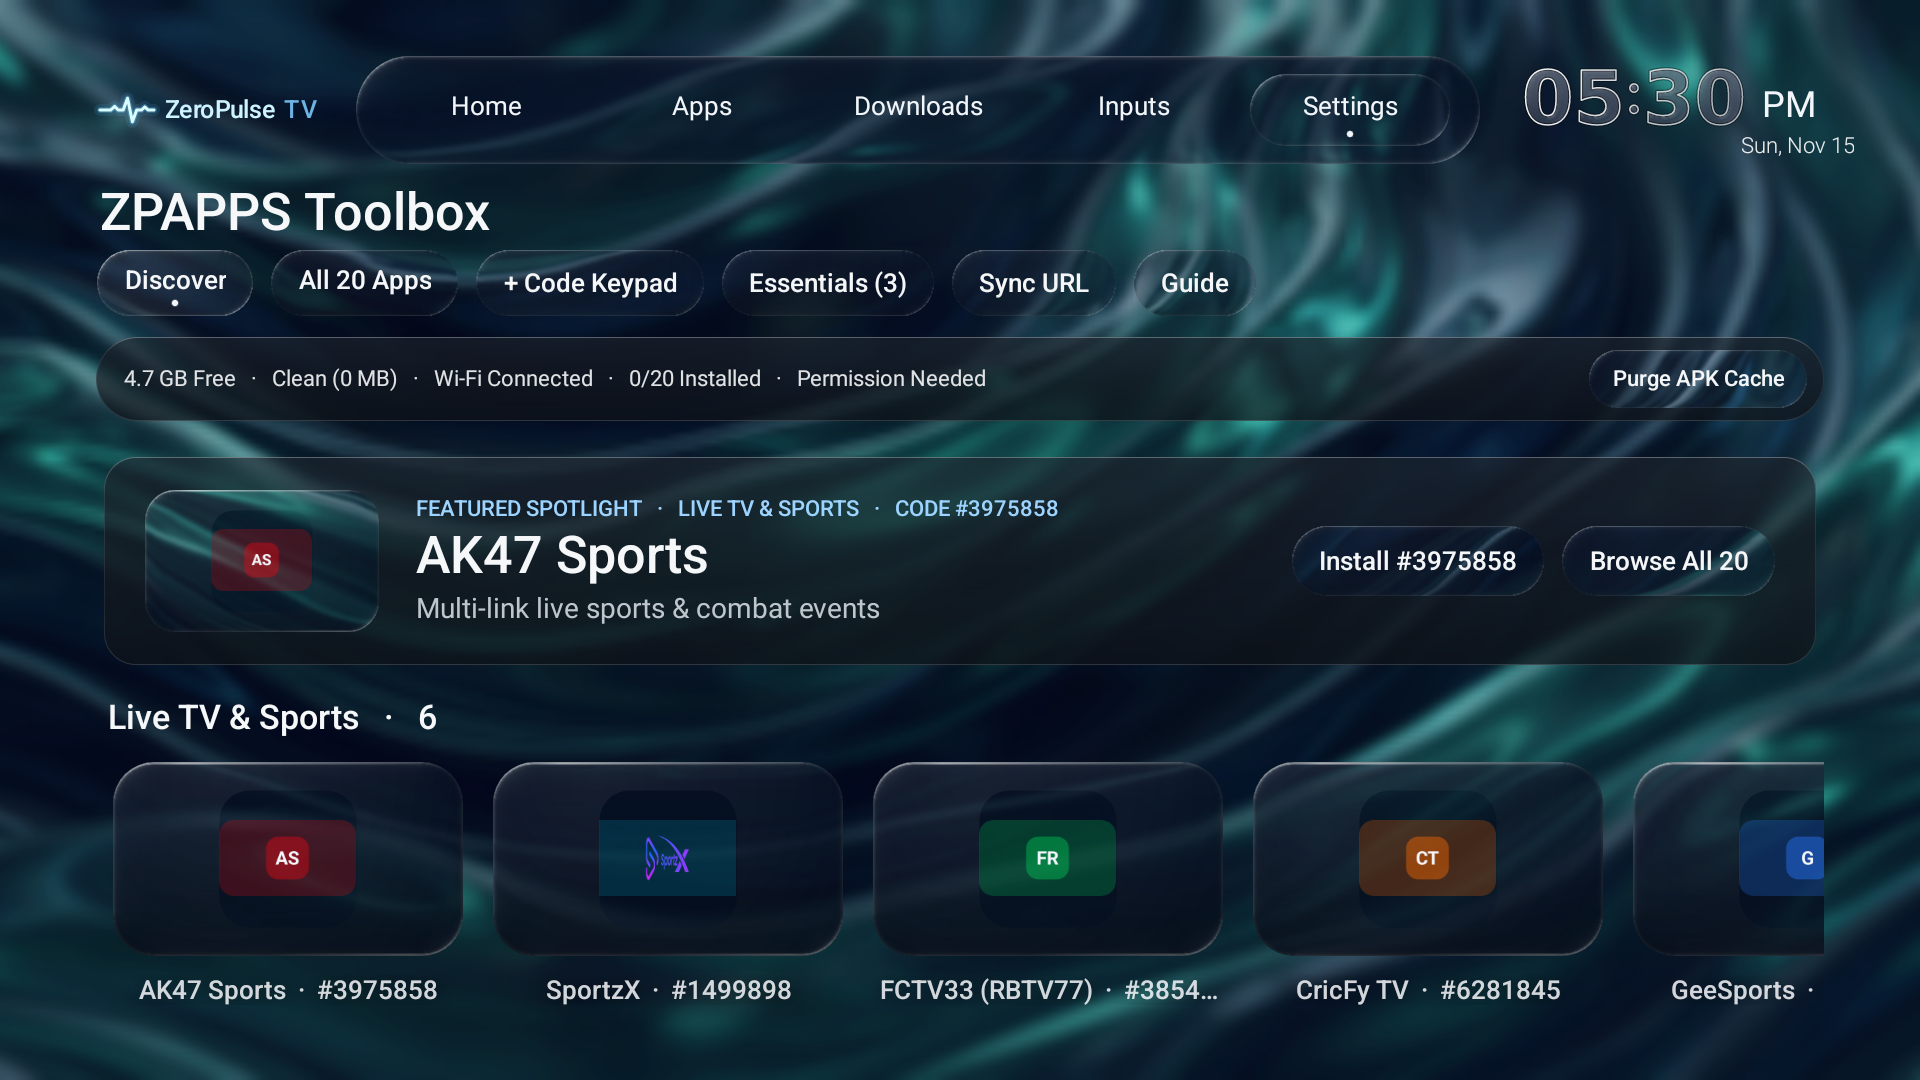 ZeroPulse TV
Home
Apps
Downloads
Inputs
Settings
05:30 PM
Sun, Nov 15
ZPAPPS Toolbox
Discover
All 20 Apps
+ Code Keypad
Essentials (3)
Sync URL
Guide
4.7 GB Free · Clean (0 MB) · Wi-Fi Connected · 0/20 Installed · Permission Needed
Purge APK Cache
AS
FEATURED SPOTLIGHT · LIVE TV & SPORTS · CODE #3975858
AK47 Sports
Multi-link live sports & combat events
Install #3975858
Browse All 20
Live TV & Sports · 6
AS
SportzX
FR
CT
G
AK47 Sports · #3975858
SportzX · #1499898
FCTV33 (RBTV77) · #3854...
CricFy TV · #6281845
GeeSports ·